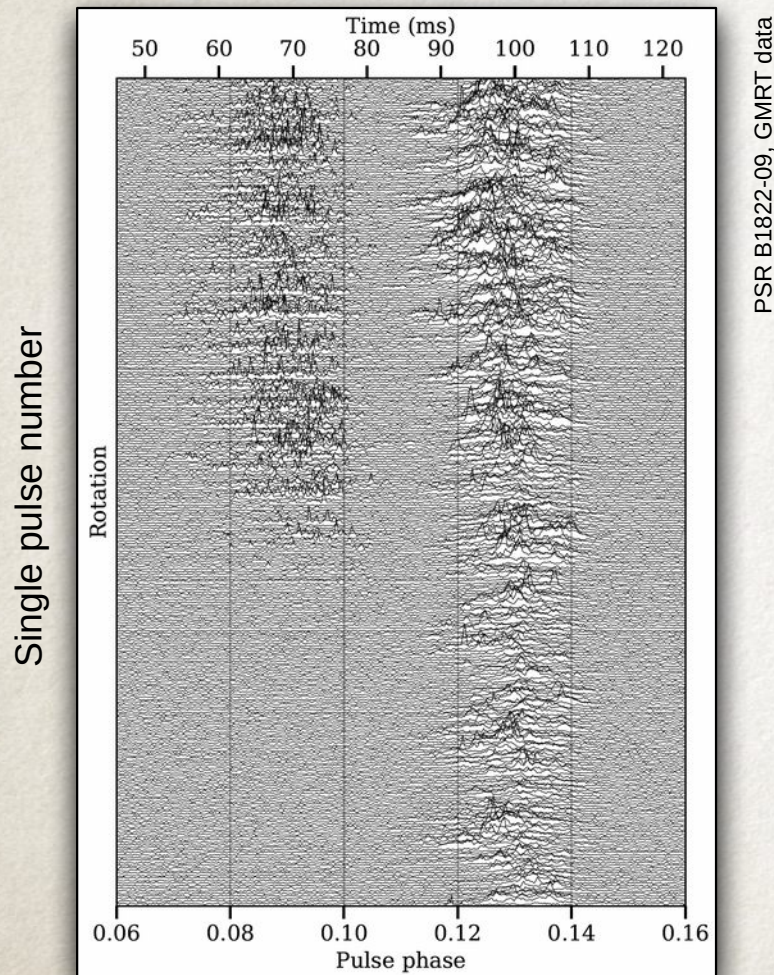 Time (ms)
50 60 70 80 90 100 110 120
PSR B1822-09, GMRT data
Single pulse number
Rotation
0.06 0.08 0.10 0.12 0.14 0.16
Pulse phase